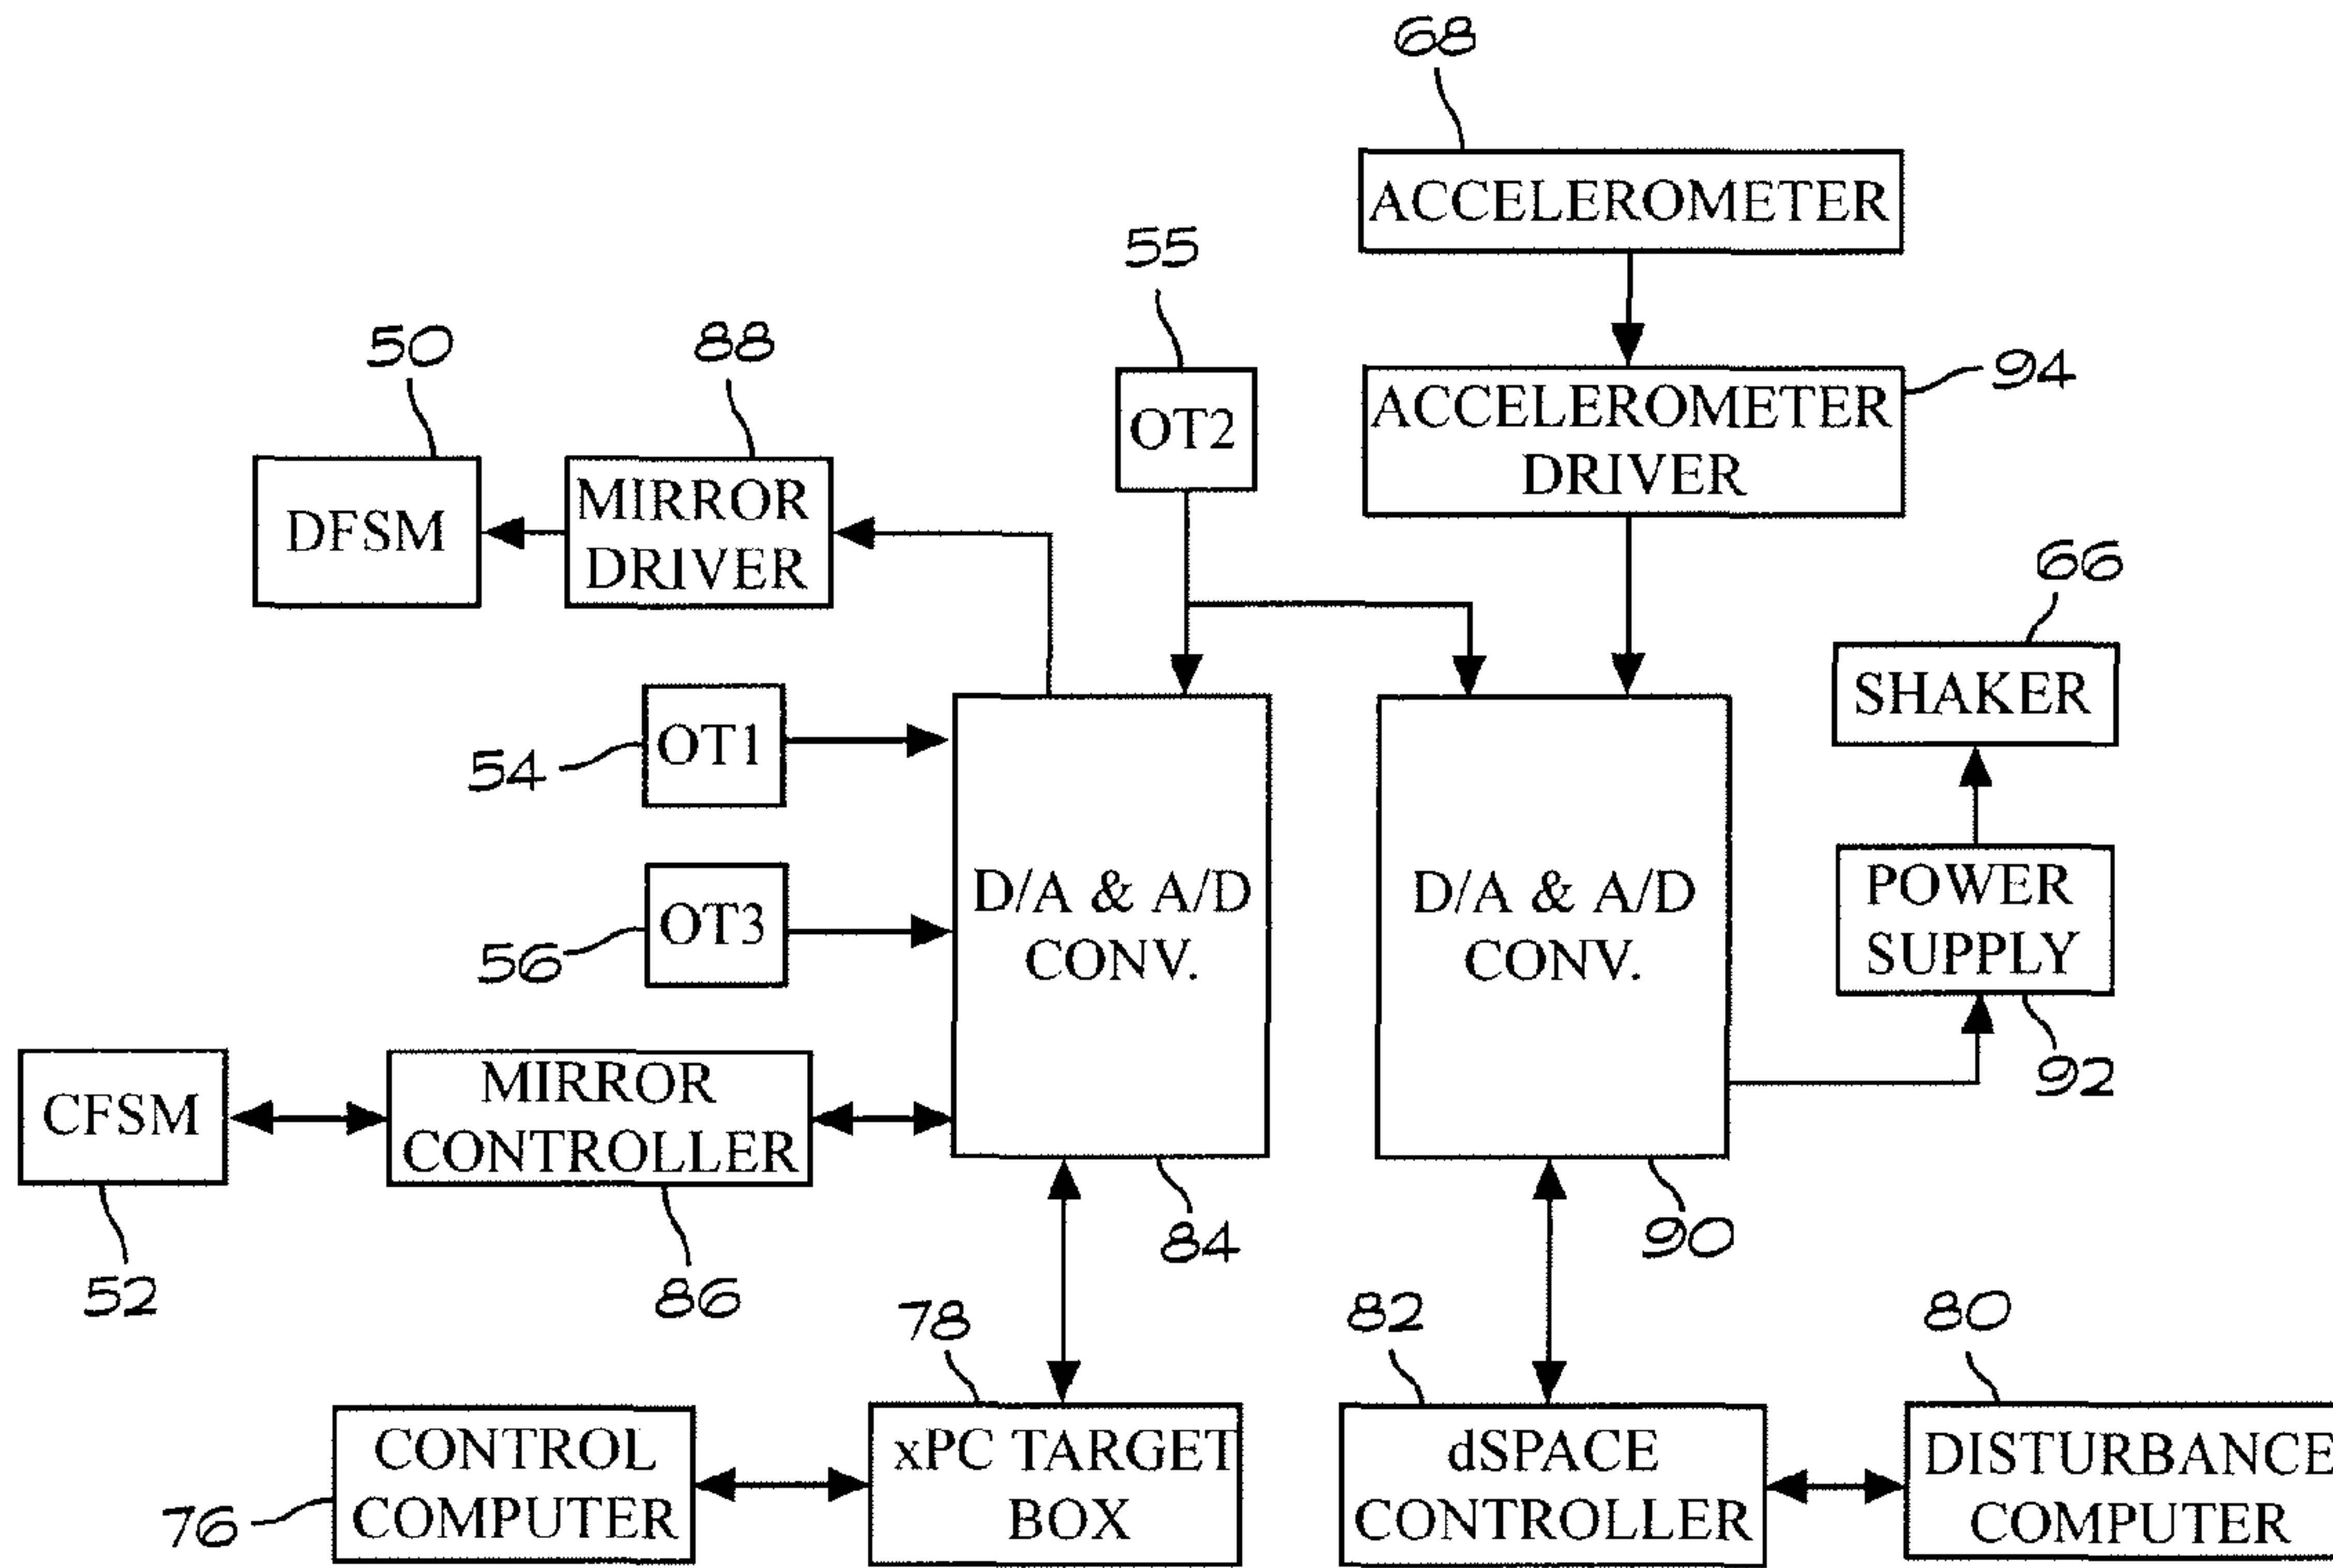 68
ACCELEROMETER
55
50
88
OT2
ACCELEROMETER
DRIVER
94
DFSM
MIRROR
DRIVER
66
SHAKER
OT1
54
OT3
56
D/A & A/D
CONV.
D/A & A/D
CONV.
POWER
SUPPLY
92
CFSM
MIRROR
CONTROLLER
52
86
84
90
78
82
80
CONTROL
COMPUTER
76
xPC TARGET
BOX
dSPACE
CONTROLLER
DISTURBANCE
COMPUTER